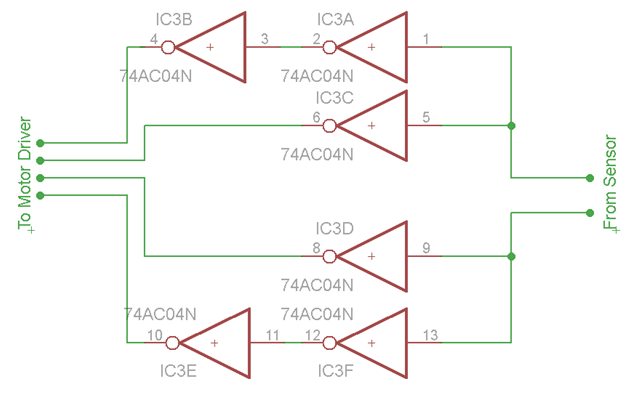 IC3B
IC3A
4
3
2
1
74AC04N
74AC04N
IC3C
6
5
74AC04N
To Motor Driver
From Sensor
IC3D
8
9
74AC04N
74AC04N
74AC04N
10
11
12
13
IC3E
IC3F